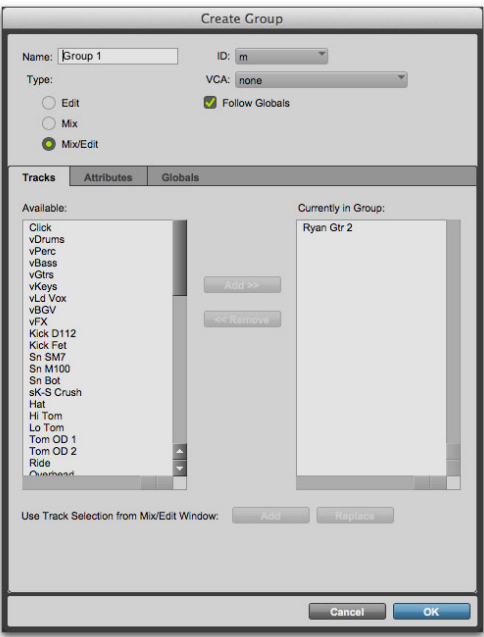 Create Group
Name: Group 1
ID: m
Type:
VCA: none
Edit
Follow Globals
Mix
Mix/Edit
Tracks Attributes Globals
Available:
Currently in Group:
Click
vDrums
vPerc
vBass
vGtrs
vKeys
vLd Vox
vBGV
vFX
Kick D112
Kick Fet
Sn SM7
Sn M100
Sn Bot
sK-S Crush
Hat
Hi Tom
Lo Tom
Tom OD 1
Tom OD 2
Ride
Overhead
Ryan Gtr 2
Add >>
<< Remove
Use Track Selection from Mix/Edit Window: Add Replace
Cancel OK